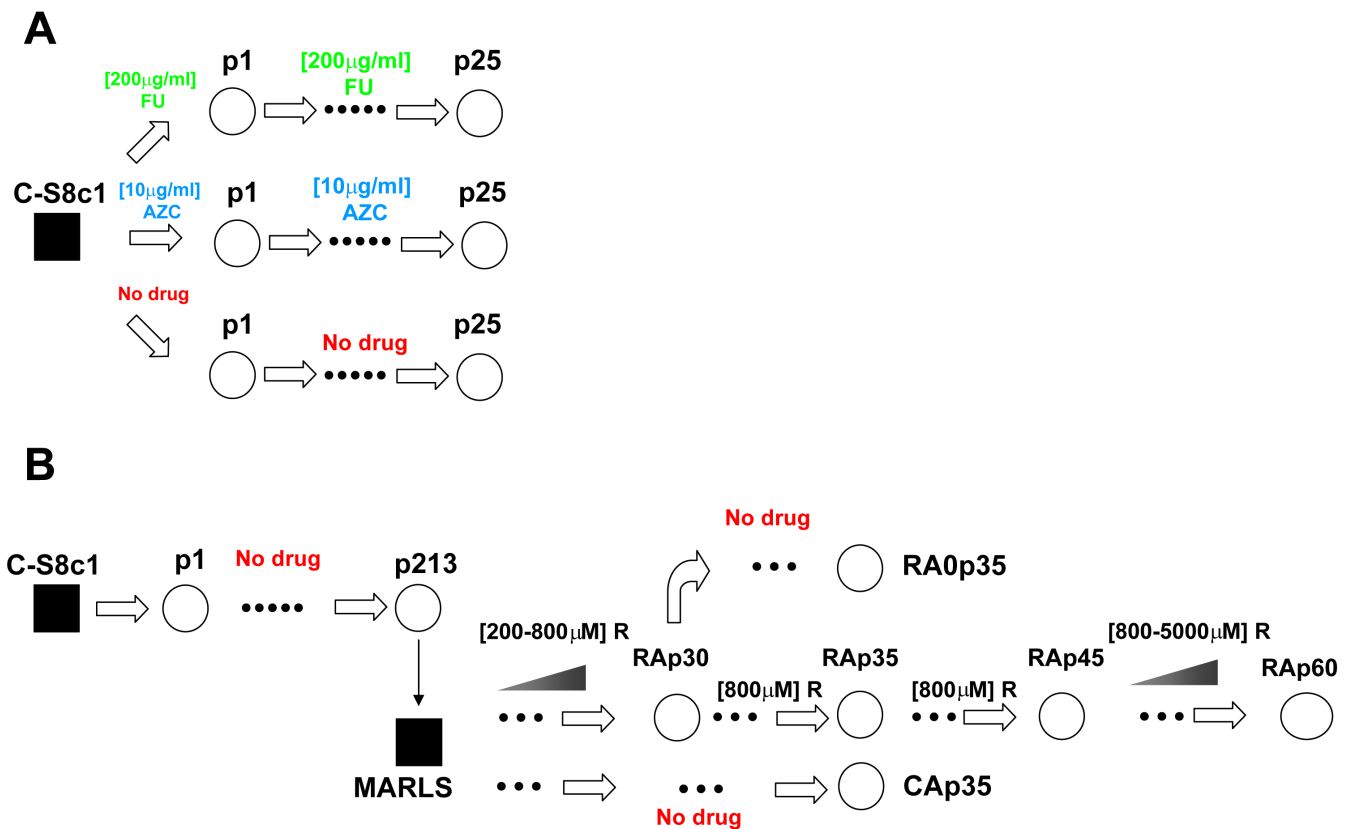 A
p1
[200μg/ml]
FU
p25
[200μg/ml]
FU
C-S8c1
[10μg/ml]
AZC
p1
[10μg/ml]
AZC
p25
No drug
p1
No drug
p25
B
C-S8c1
p1
No drug
p213
No drug
RA0p35
[200-800μM] R
RAp30
[800μM] R
RAp35
[800μM] R
RAp45
[800-5000μM] R
RAp60
MARLS
No drug
CAp35